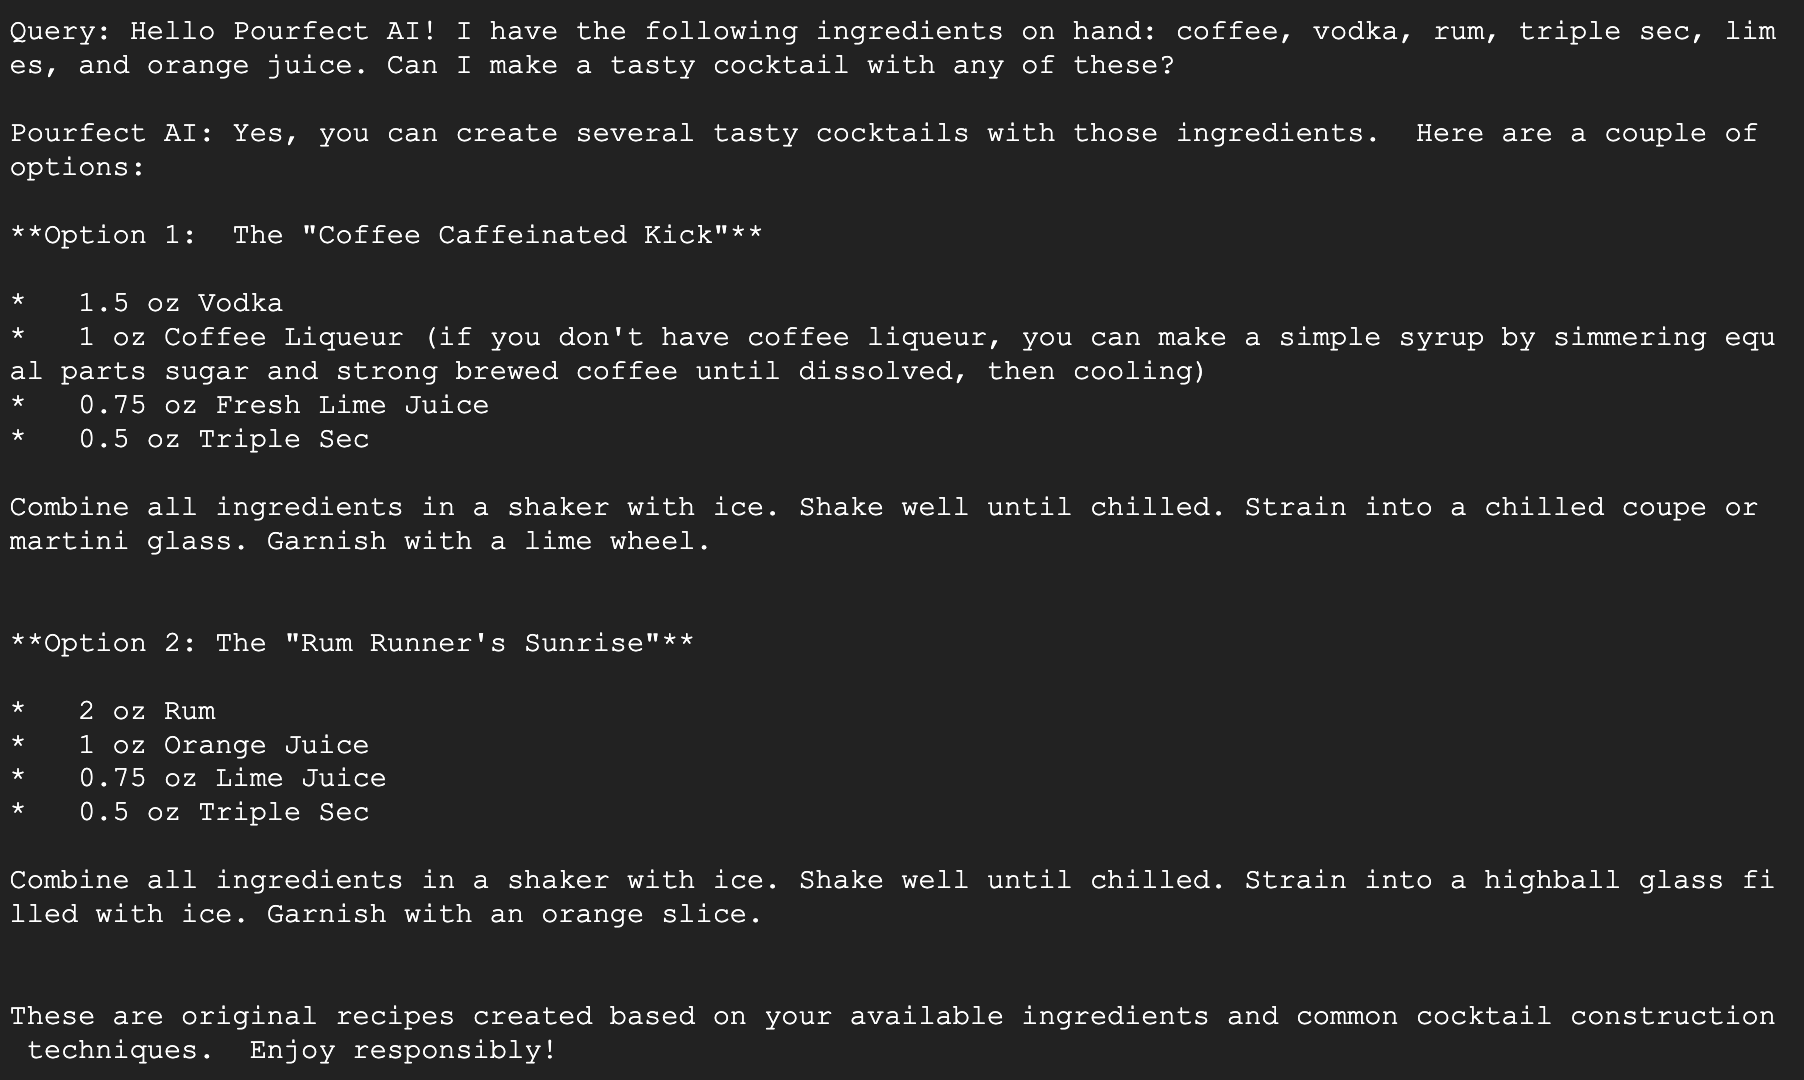 Query: Hello Pourfect AI! I have the following ingredients on hand: coffee, vodka, rum, triple sec, lim
es, and orange juice. Can I make a tasty cocktail with any of these?
Pourfect AI: Yes, you can create several tasty cocktails with those ingredients.  Here are a couple of
options:
**Option 1:  The "Coffee Caffeinated Kick"**
*   1.5 oz Vodka
*   1 oz Coffee Liqueur (if you don't have coffee liqueur, you can make a simple syrup by simmering equ
al parts sugar and strong brewed coffee until dissolved, then cooling)
*   0.75 oz Fresh Lime Juice
*   0.5 oz Triple Sec
Combine all ingredients in a shaker with ice. Shake well until chilled. Strain into a chilled coupe or
martini glass. Garnish with a lime wheel.
**Option 2: The "Rum Runner's Sunrise"**
*   2 oz Rum
*   1 oz Orange Juice
*   0.75 oz Lime Juice
*   0.5 oz Triple Sec
Combine all ingredients in a shaker with ice. Shake well until chilled. Strain into a highball glass fi
lled with ice. Garnish with an orange slice.
These are original recipes created based on your available ingredients and common cocktail construction
 techniques.  Enjoy responsibly!